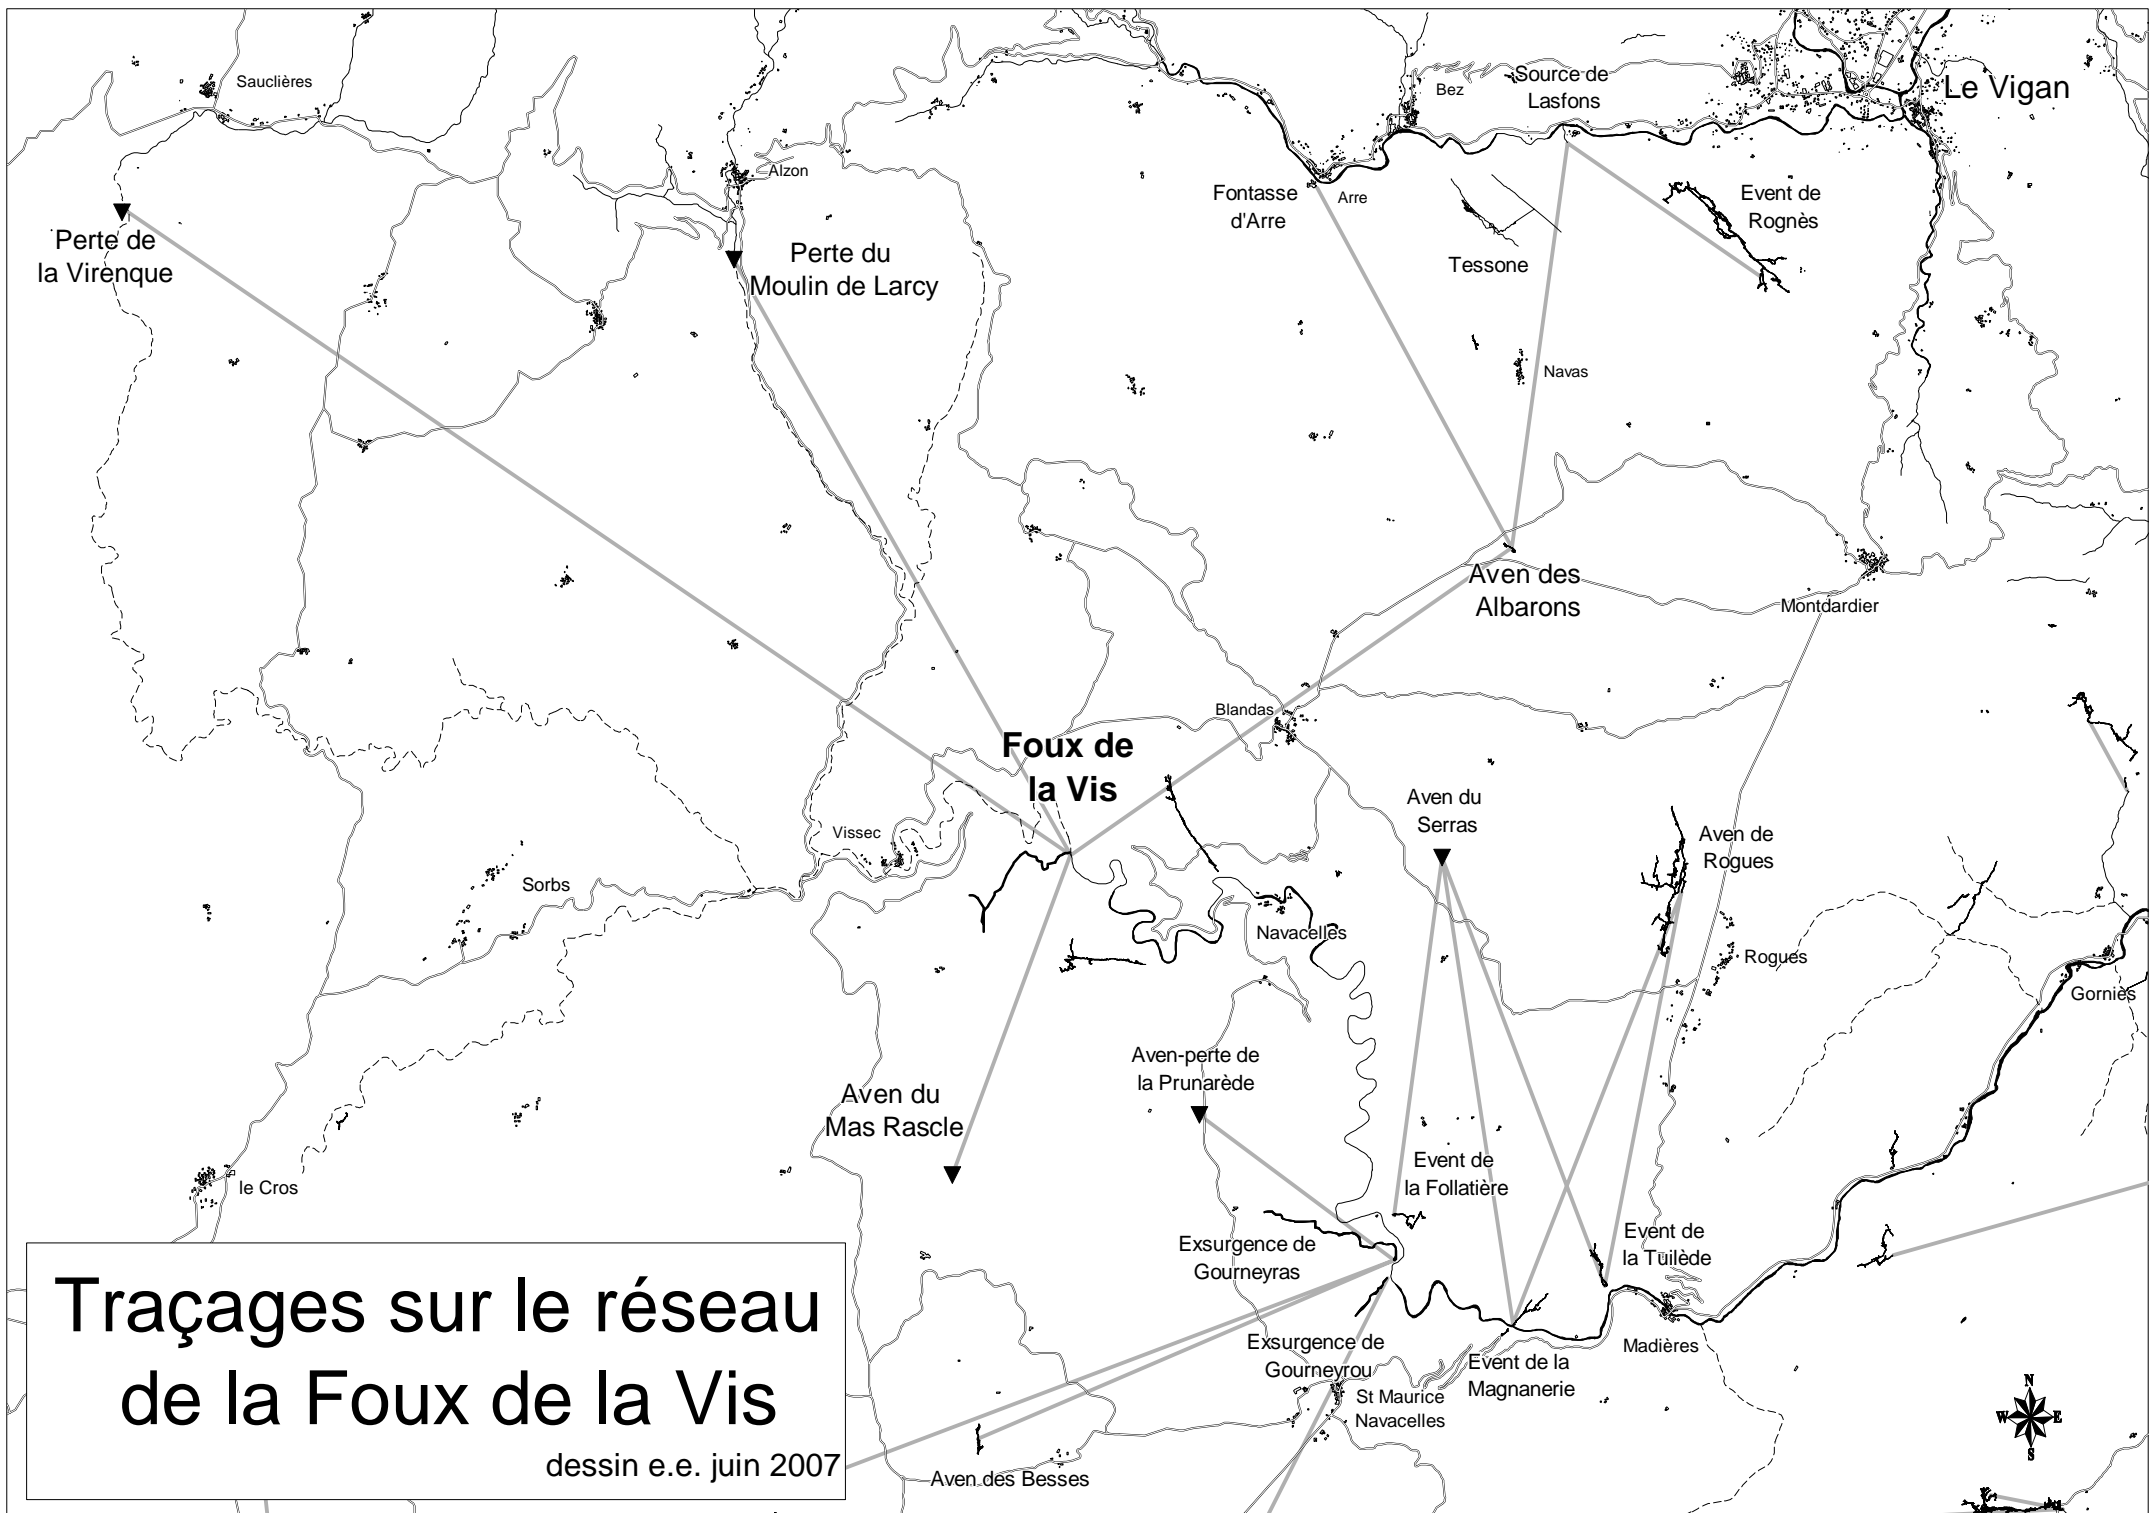 Sauclières
Bez
Source de
Lasfons
Le Vigan
Alzon
Fontasse
d'Arre
Arre
Event de
Rognès
Perte de
la Virenque
Perte du
Moulin de Larcy
Tessone
Navas
Aven des
Albarons
Montdardier
Blandas
Foux de
la Vis
Aven du
Serras
Aven de
Rogues
Vissec
Sorbs
Navacelles
Rogues
Gorniès
Aven-perte de
la Prunarède
Aven du
Mas Rascle
Event de
la Follatière
le Cros
Exsurgence de
Gourneyras
Event de
la Tuilède
Traçages sur le réseau
de la Foux de la Vis
dessin e.e. juin 2007
Exsurgence de
Gourneyrou
Madières
Event de la
Magnanerie
St Maurice
Navacelles
Aven des Besses
N
W
E
S